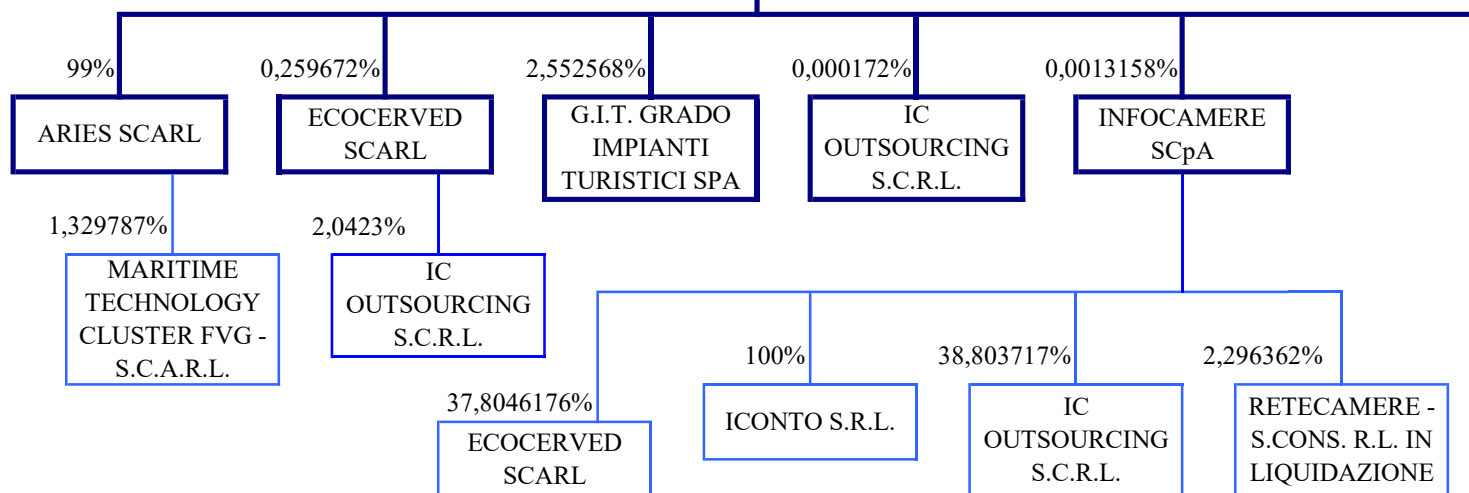 99%
0,259672%
2,552568%
0,000172%
0,0013158%
ARIES SCARL
ECOCERVED
SCARL
G.I.T. GRADO
IMPIANTI
TURISTICI SPA
IC
OUTSOURCING
S.C.R.L.
INFOCAMERE
SCpA
1,329787%
2,0423%
MARITIME
TECHNOLOGY
CLUSTER FVG -
S.C.A.R.L.
IC
OUTSOURCING
S.C.R.L.
37,8046176%
100%
38,803717%
2,296362%
ECOCERVED
SCARL
ICONTO S.R.L.
IC
OUTSOURCING
S.C.R.L.
RETECAMERE -
S.CONS. R.L. IN
LIQUIDAZIONE